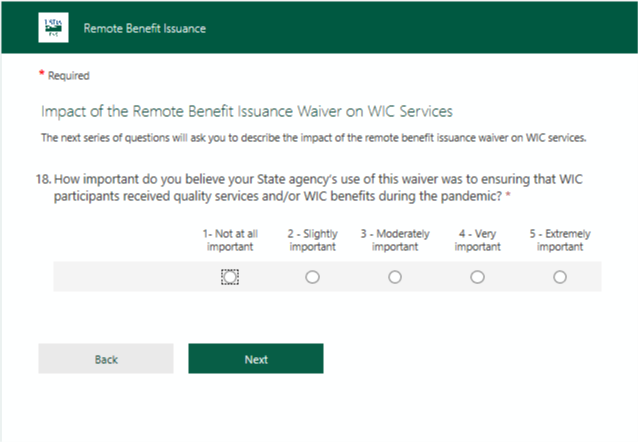 USDA
Remote Benefit Issuance
* Required
Impact of the Remote Benefit Issuance Waiver on WIC Services
The next series of questions will ask you to describe the impact of the remote benefit issuance waiver on WIC services.
18. How important do you believe your State agency's use of this waiver was to ensuring that WIC
participants received quality services and/or WIC benefits during the pandemic? *
1- Not at all important
2 - Slightly important
3 - Moderately important
4 - Very important
5 - Extremely important
Back
Next